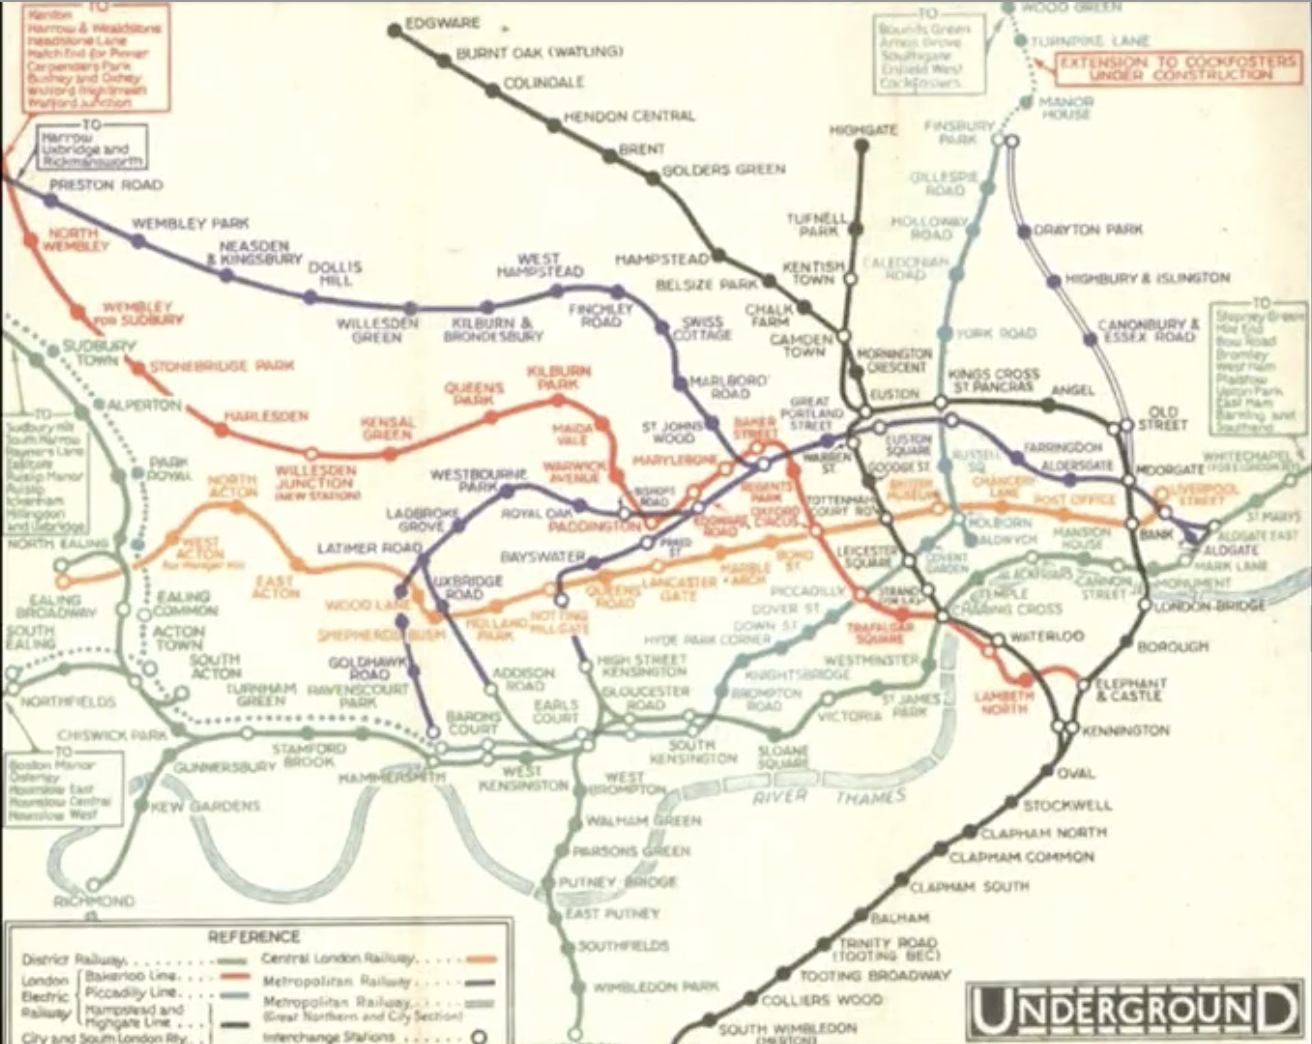 TO
Kenton
Harrow & Wealdstone
Headstone Lane
Hatch End for Pinner
Carpenders Park
Bushey and Oxhey
Watford High Street
Watford Junction
TO
Harrow
Uxbridge and
Rickmansworth
EDGWARE
BURNT OAK (WATLING)
COLINDALE
HENDON CENTRAL
BRENT
GOLDERS GREEN
HIGHGATE
TO
Bounds Green
Arnos Grove
Southgate
Enfield West
Cockfosters
WOOD GREEN
TURNPIKE LANE
EXTENSION TO COCKFOSTERS
UNDER CONSTRUCTION
MANOR
HOUSE
FINSBURY
PARK
GILLESPIE
ROAD
HOLLOWAY
ROAD
CALEDONIAN
ROAD
YORK ROAD
DRAYTON PARK
HIGHBURY & ISLINGTON
CANONBURY &
ESSEX ROAD
TO
Stepney Green
Mile End
Bow Road
Bromley
West Ham
Plaistow
Upton Park
East Ham
Barking and
Southend
PRESTON ROAD
WEMBLEY PARK
NEASDEN
& KINGSBURY
DOLLIS
HILL
WILLESDEN
GREEN
KILBURN &
BRONDESBURY
WEST
HAMPSTEAD
FINCHLEY
ROAD
SWISS
COTTAGE
MARLBORO'
ROAD
ST. JOHNS
WOOD
HAMPSTEAD
BELSIZE PARK
CHALK
FARM
CAMDEN
TOWN
TUFNELL
PARK
KENTISH
TOWN
MORNINGTON
CRESCENT
EUSTON
KINGS CROSS
ST. PANCRAS
ANGEL
OLD
STREET
NORTH
WEMBLEY
WEMBLEY
FOR SUDBURY
STONEBRIDGE PARK
HARLESDEN
WILLESDEN
JUNCTION
(NEW STATION)
KENSAL
GREEN
QUEENS
PARK
KILBURN
PARK
MAIDA
VALE
WARWICK
AVENUE
PADDINGTON
MARYLEBONE
BAKER
STREET
REGENTS
PARK
OXFORD
CIRCUS
GREAT
PORTLAND
STREET
WARREN
ST.
EUSTON
SQUARE
GOODGE ST.
RUSSELL
SQ.
FARRINGDON
ALDERSGATE
MOORGATE
LIVERPOOL
STREET
WHITECHAPEL
ST. MARYS
ALDGATE EAST
ALDGATE
MARK LANE
MONUMENT
BANK
SUDBURY
TOWN
ALPERTON
PARK
ROYAL
TO
Sudbury Hill
South Harrow
Rayners Lane
Eastcote
Ruislip Manor
Ruislip
Ickenham
Hillingdon
and Uxbridge
NORTH EALING
EALING
BROADWAY
SOUTH
EALING
NORTHFIELDS
EALING
COMMON
ACTON
TOWN
SOUTH
ACTON
WEST
ACTON
NORTH
ACTON
EAST
ACTON
WOOD LANE
SHEPHERDS BUSH
HOLLAND
PARK
NOTTING
HILL GATE
QUEENS
ROAD
LANCASTER
GATE
MARBLE
ARCH
BOND
ST.
TOTTENHAM
COURT ROAD
BRITISH
MUSEUM
CHANCERY
LANE
POST OFFICE
HOLBORN
ALDWYCH
COVENT
GARDEN
LEICESTER
SQUARE
WESTBOURNE
PARK
ROYAL OAK
BISHOPS
ROAD
EDGWARE
ROAD
PRAED
ST.
BAYSWATER
LADBROKE
GROVE
LATIMER ROAD
UXBRIDGE
ROAD
GOLDHAWK
ROAD
ADDISON
ROAD
HIGH STREET
KENSINGTON
GLOUCESTER
ROAD
EARLS
COURT
BARONS
COURT
HAMMERSMITH
WEST
KENSINGTON
RAVENSCOURT
PARK
STAMFORD
BROOK
TURNHAM
GREEN
CHISWICK PARK
GUNNERSBURY
KEW GARDENS
RICHMOND
TO
Boston Manor
Osterley
Hounslow East
Hounslow Central
Hounslow West
PICCADILLY
DOVER ST.
DOWN ST.
HYDE PARK CORNER
KNIGHTSBRIDGE
BROMPTON
ROAD
SOUTH
KENSINGTON
SLOANE
SQUARE
VICTORIA
ST. JAMES
PARK
WESTMINSTER
TRAFALGAR
SQUARE
STRAND
CHARING CROSS
TEMPLE
BLACKFRIARS
MANSION
HOUSE
CANNON
STREET
LONDON BRIDGE
BOROUGH
WATERLOO
LAMBETH
NORTH
ELEPHANT
& CASTLE
KENNINGTON
OVAL
STOCKWELL
CLAPHAM NORTH
CLAPHAM COMMON
CLAPHAM SOUTH
BALHAM
TRINITY ROAD
(TOOTING BEC)
TOOTING BROADWAY
COLLIERS WOOD
SOUTH WIMBLEDON
(MERTON)
RIVER THAMES
WEST
BROMPTON
WALHAM GREEN
PARSONS GREEN
PUTNEY BRIDGE
EAST PUTNEY
SOUTHFIELDS
WIMBLEDON PARK
REFERENCE
District Railway
London
Electric
Railway
Bakerloo Line
Piccadilly Line
Hampstead and
Highgate Line
City and South London Rly.
Central London Railway
Metropolitan Railway
Metropolitan Railway
(Great Northern and City Section)
Interchange Stations
UNDERGROUND